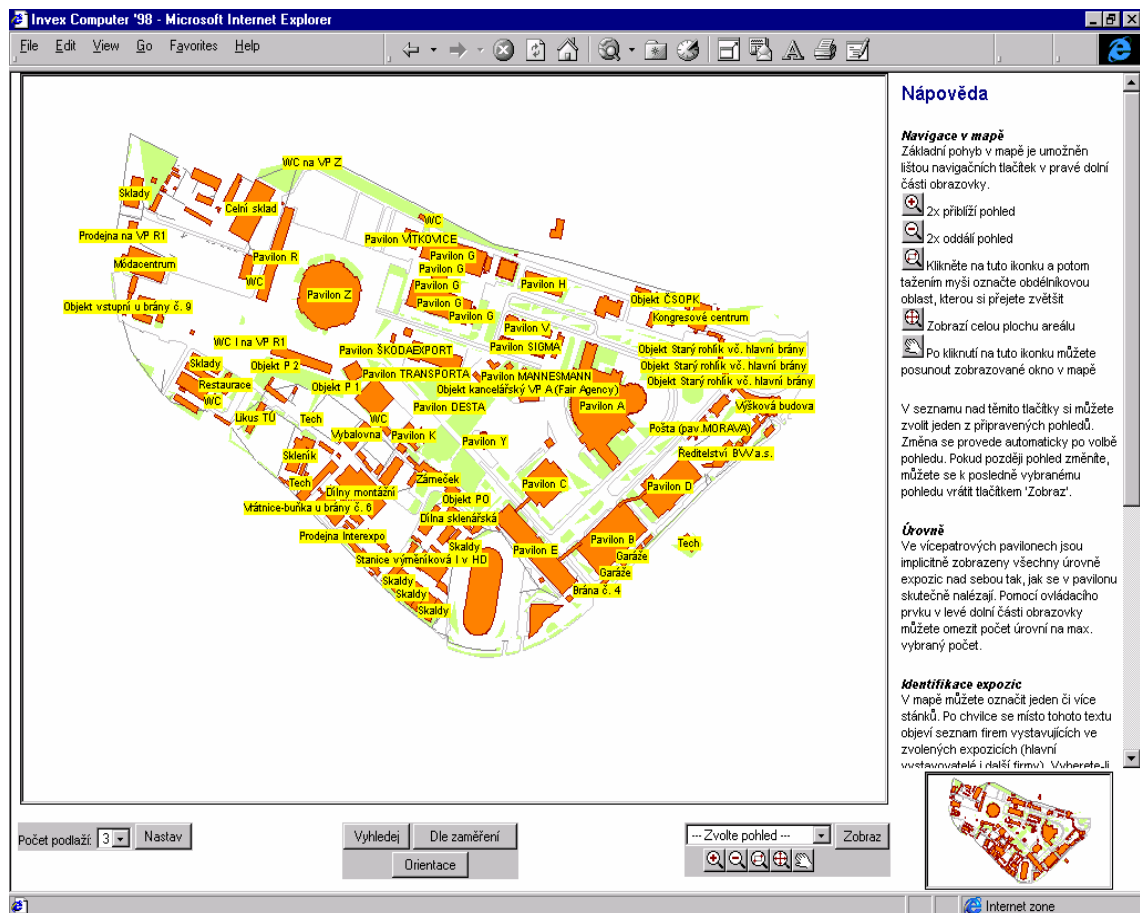 Invex Computer '98 - Microsoft Internet Explorer
File Edit View Go Favorites Help
WC na VP Z
Sklady
Celní sklad
WC
Prodejna na VP R1
Pavilon VÍTKOVICE
Pavilon R
Pavilon G
Módacentrum
Pavilon G
WC
Pavilon G
Pavilon H
Pavilon Z
Objekt ČSOPK
Objekt vstupní u brány č. 9
Pavilon G
Pavilon G
Kongresové centrum
Pavilon V
WC I na VP R1
Pavilon ŠKODAEXPORT
Pavilon SIGMA
Objekt Starý rohlík vč. hlavní brány
Sklady
Objekt P 2
Objekt Starý rohlík vč. hlavní brány
Pavilon TRANSPORTA
Pavilon MANNESMANN
Objekt Starý rohlík vč. hlavní brány
Restaurace
Objekt P 1
Objekt kancelářský VP A (Fair Agency)
WC
Pavilon DESTA
Pavilon A
Výšková budova
Likus TÚ
Tech
WC
Vybalovna
Pavilon K
Pavilon Y
Pošta (pav.MORAVA)
Skleník
Ředitelství BVV a.s.
Tech
Zámeček
Pavilon C
Pavilon D
Dílny montážní
Objekt PO
Vrátnice-buňka u brány č. 6
Dílna sklenářská
Prodejna Interexpo
Skaldy
Pavilon E
Pavilon B
Tech
Stanice výměníková I v HD
Garáže
Garáže
Skaldy
Skaldy
Brána č. 4
Skaldy
Nápověda
Navigace v mapě
Základní pohyb v mapě je umožněn
lištou navigačních tlačítek v pravé dolní
části obrazovky.
2x přiblíží pohled
2x oddálí pohled
Klikněte na tuto ikonku a potom
tažením myši označte obdélníkovou
oblast, kterou si přejete zvětšit
Zobrazí celou plochu areálu
Po kliknutí na tuto ikonku můžete
posunout zobrazované okno v mapě
V seznamu nad těmito tlačítky si můžete
zvolit jeden z připravených pohledů.
Změna se provede automaticky po volbě
pohledu. Pokud později pohled změníte,
můžete se k posledně vybranému
pohledu vrátit tlačítkem 'Zobraz'.
Úrovně
Ve vícepatrových pavilonech jsou
implicitně zobrazeny všechny úrovně
expozic nad sebou tak, jak se v pavilonu
skutečně nalézají. Pomocí ovládacího
prvku v levé dolní části obrazovky
můžete omezit počet úrovní na max.
vybraný počet.
Identifikace expozic
V mapě můžete označit jeden či více
stánků. Po chvilce se místo tohoto textu
objeví seznam firem vystavujících ve
zvolených expozicích (hlavní
vystavovatelé i další firmy). Vyberete-li
Počet podlaží: 3 Nastav
Vyhledej Dle zaměření
Orientace
--- Zvolte pohled --- Zobraz
Internet zone